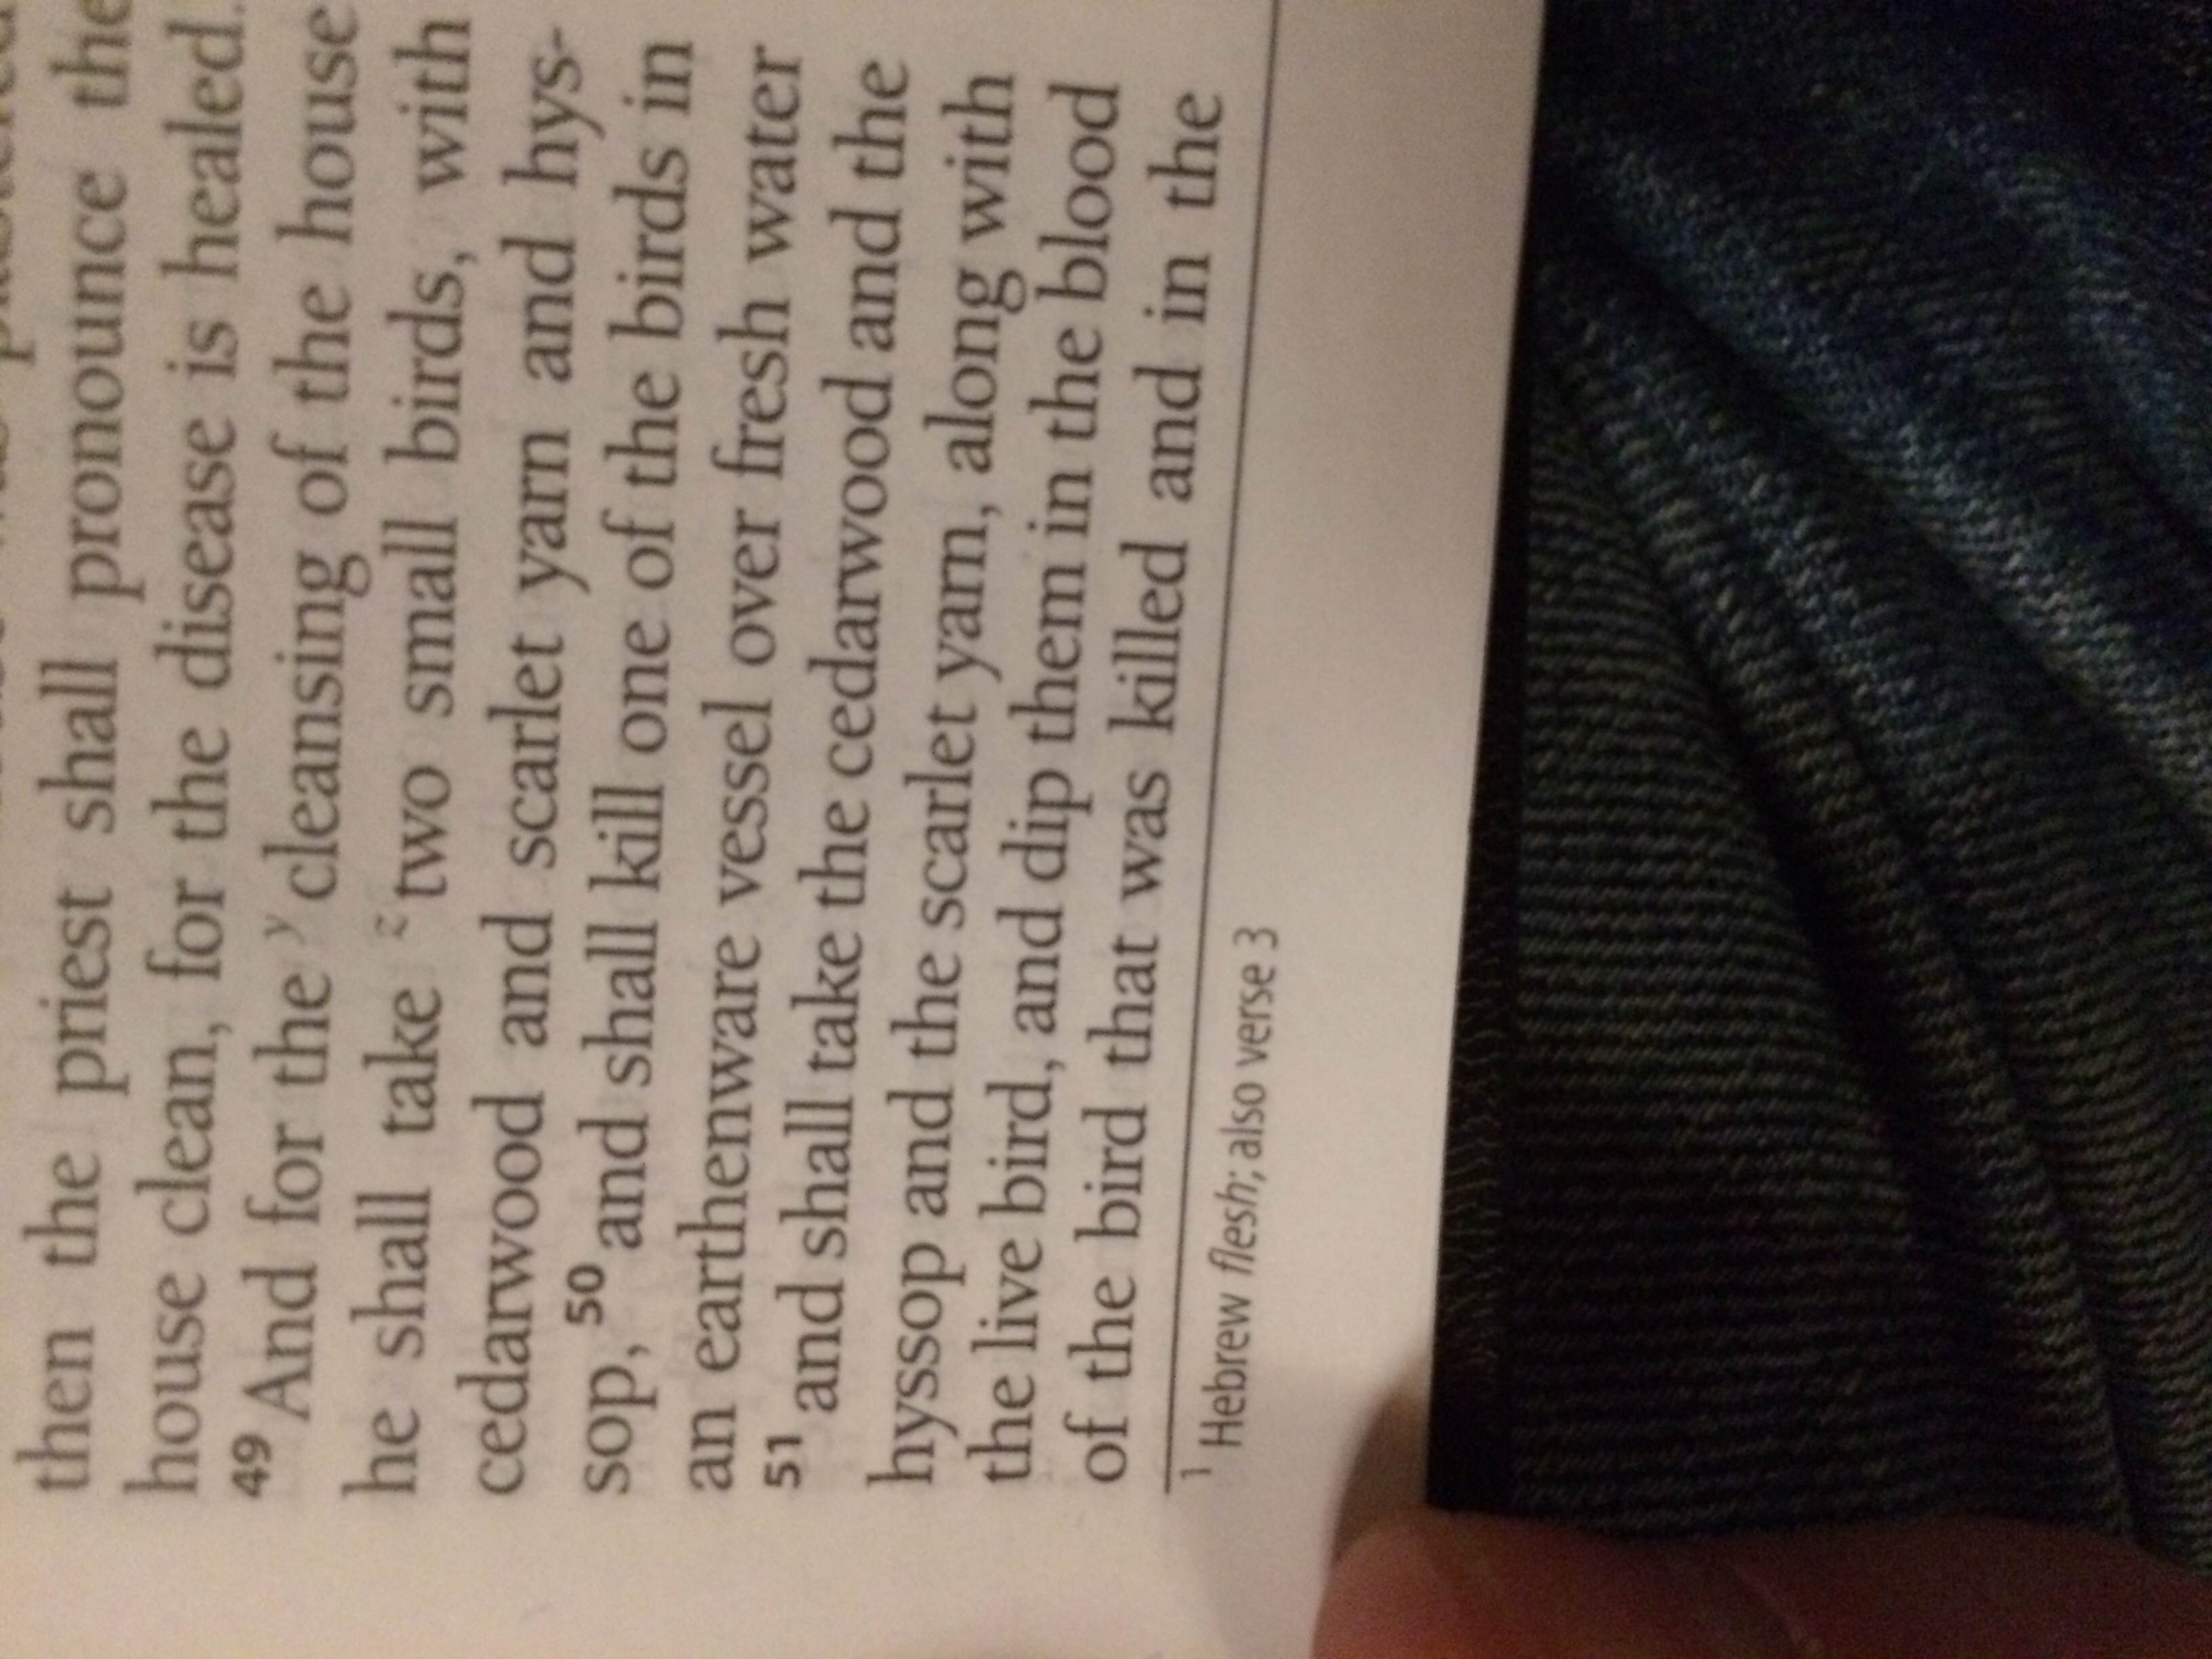 then the priest shall pronounce the
house clean, for the disease is healed.
49 And for the y cleansing of the house
he shall take z two small birds, with
cedarwood and scarlet yarn and hys-
sop, 50 and shall kill one of the birds in
an earthenware vessel over fresh water
51 and shall take the cedarwood and the
hyssop and the scarlet yarn, along with
the live bird, and dip them in the blood
of the bird that was killed and in the
1 Hebrew flesh; also verse 3